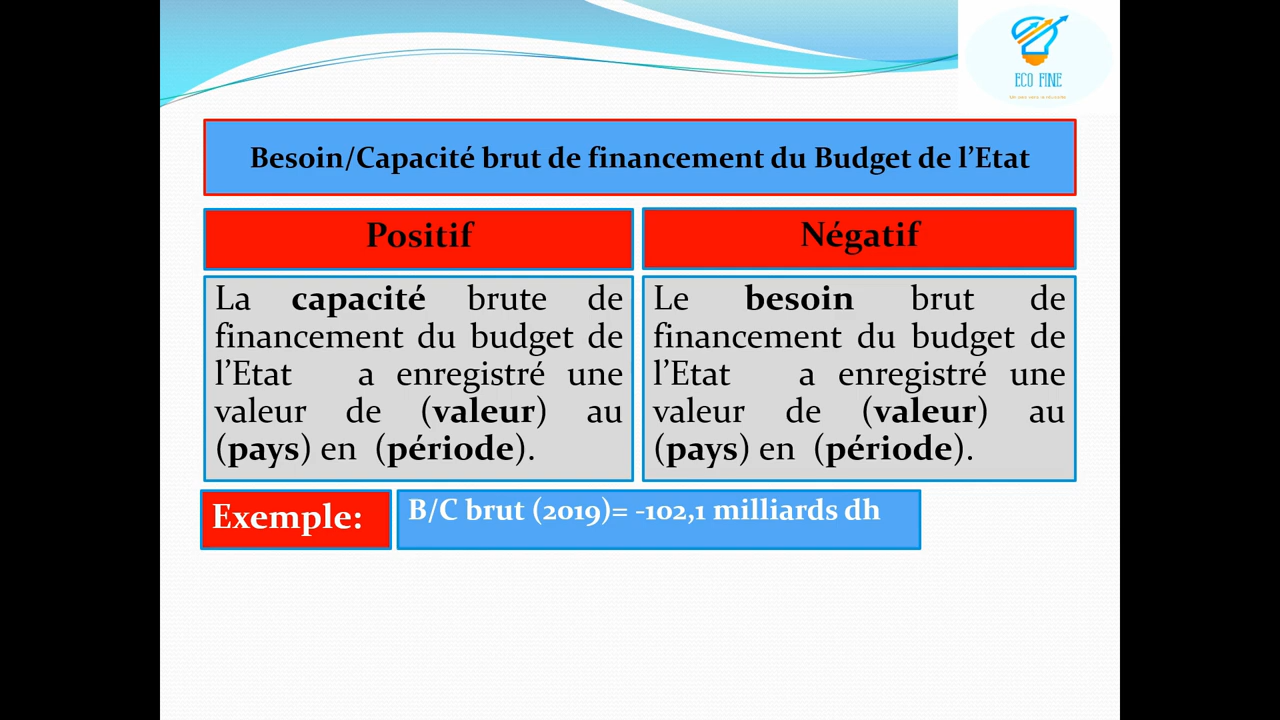 ECO FINE
Besoin/Capacité brut de financement du Budget de l’Etat
Positif
Négatif
La capacité brute de
financement du budget de
l’Etat a enregistré une
valeur de (valeur) au
(pays) en (période).
Le besoin brut de
financement du budget de
l’Etat a enregistré une
valeur de (valeur) au
(pays) en (période).
Exemple:
B/C brut (2019)= -102,1 milliards dh